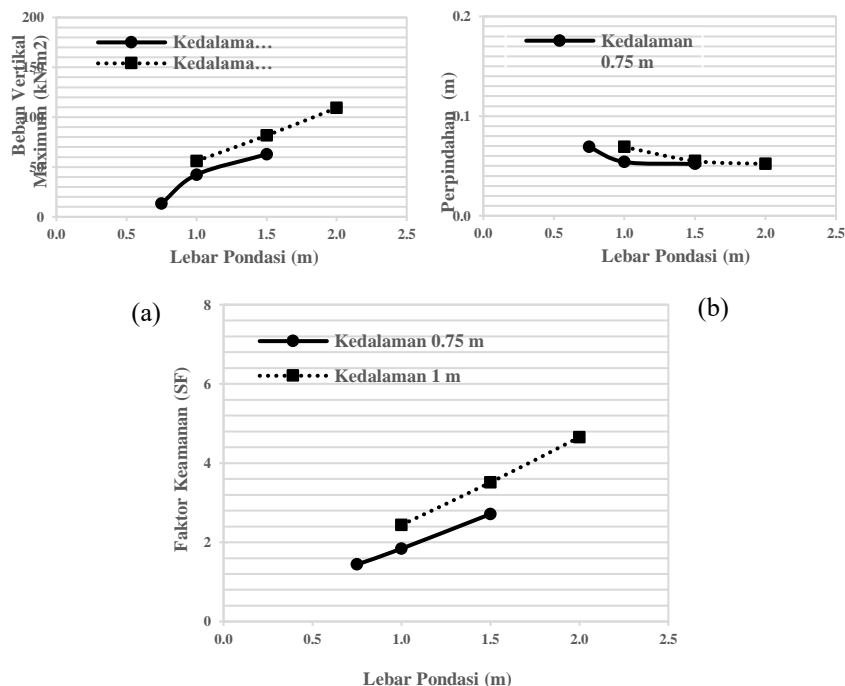 200
150
100
50
0
Beban Vertikal
Maximum (kN/m2)
Kedalama…
Kedalama…
0.0 0.5 1.0 1.5 2.0 2.5
Lebar Pondasi (m)
(a)
0.2
0.1
0.0
Perpindahan (m)
Kedalaman
0.75 m
0.0 0.5 1.0 1.5 2.0 2.5
Lebar Pondasi (m)
(b)
8
6
4
2
0
Faktor Keamanan (SF)
Kedalaman 0.75 m
Kedalaman 1 m
0.0 0.5 1.0 1.5 2.0 2.5
Lebar Pondasi (m)